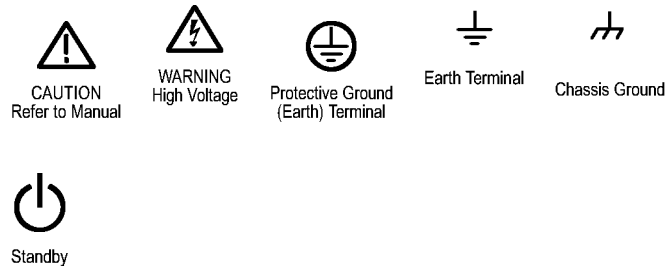 CAUTION
Refer to Manual
WARNING
High Voltage
Protective Ground
(Earth) Terminal
Earth Terminal
Chassis Ground
Standby